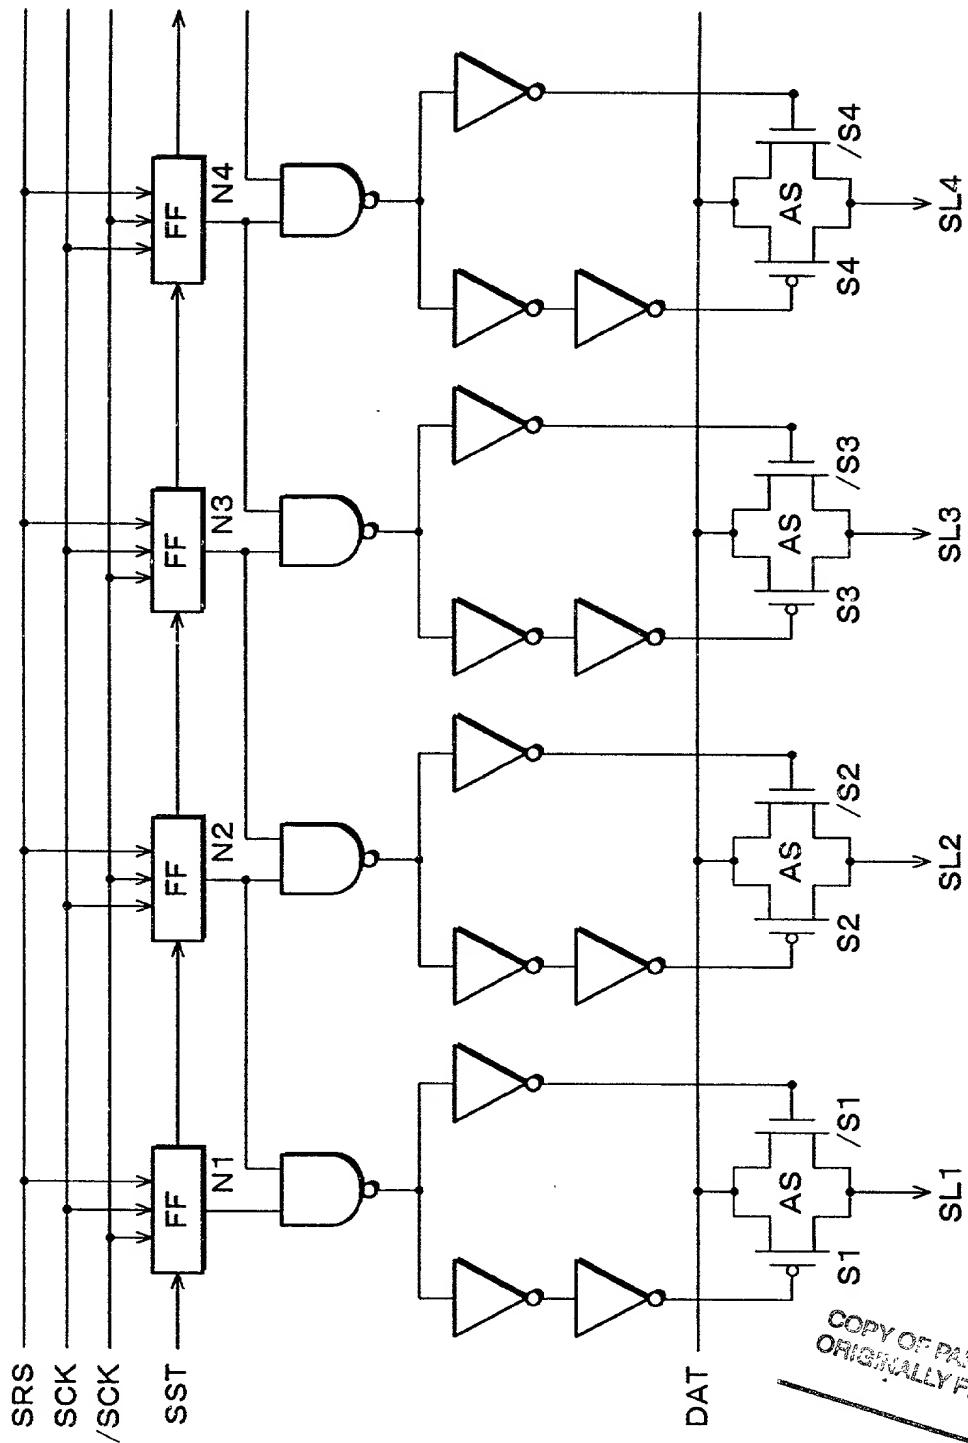 SRS
SCK
/SCK
SST
FF
N1
FF
N2
FF
N3
FF
N4
DAT
AS
S1
/S1
SL1
AS
S2
/S2
SL2
AS
S3
/S3
SL3
AS
S4
/S4
SL4
COPY OF
ORIGINALLY